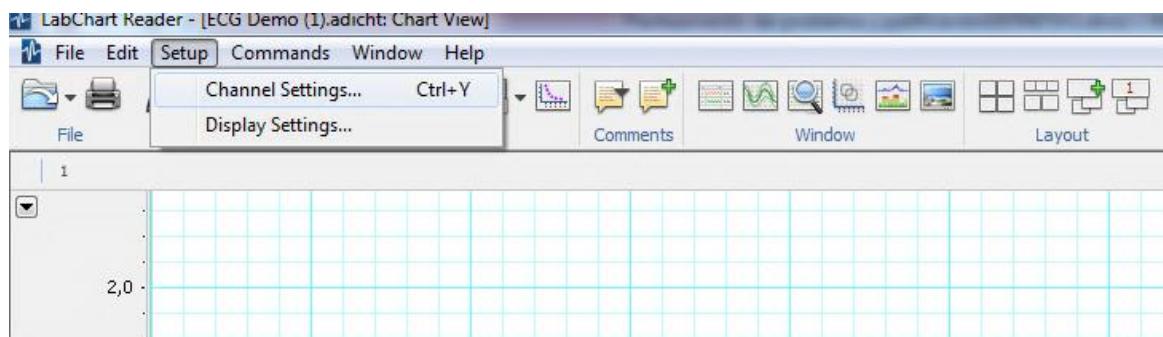 LabChart Reader - [ECG Demo (1).adicht: Chart View]
File Edit Setup Commands Window Help
Channel Settings... Ctrl+Y
Display Settings...
File Comments Window Layout
1
1
2,0